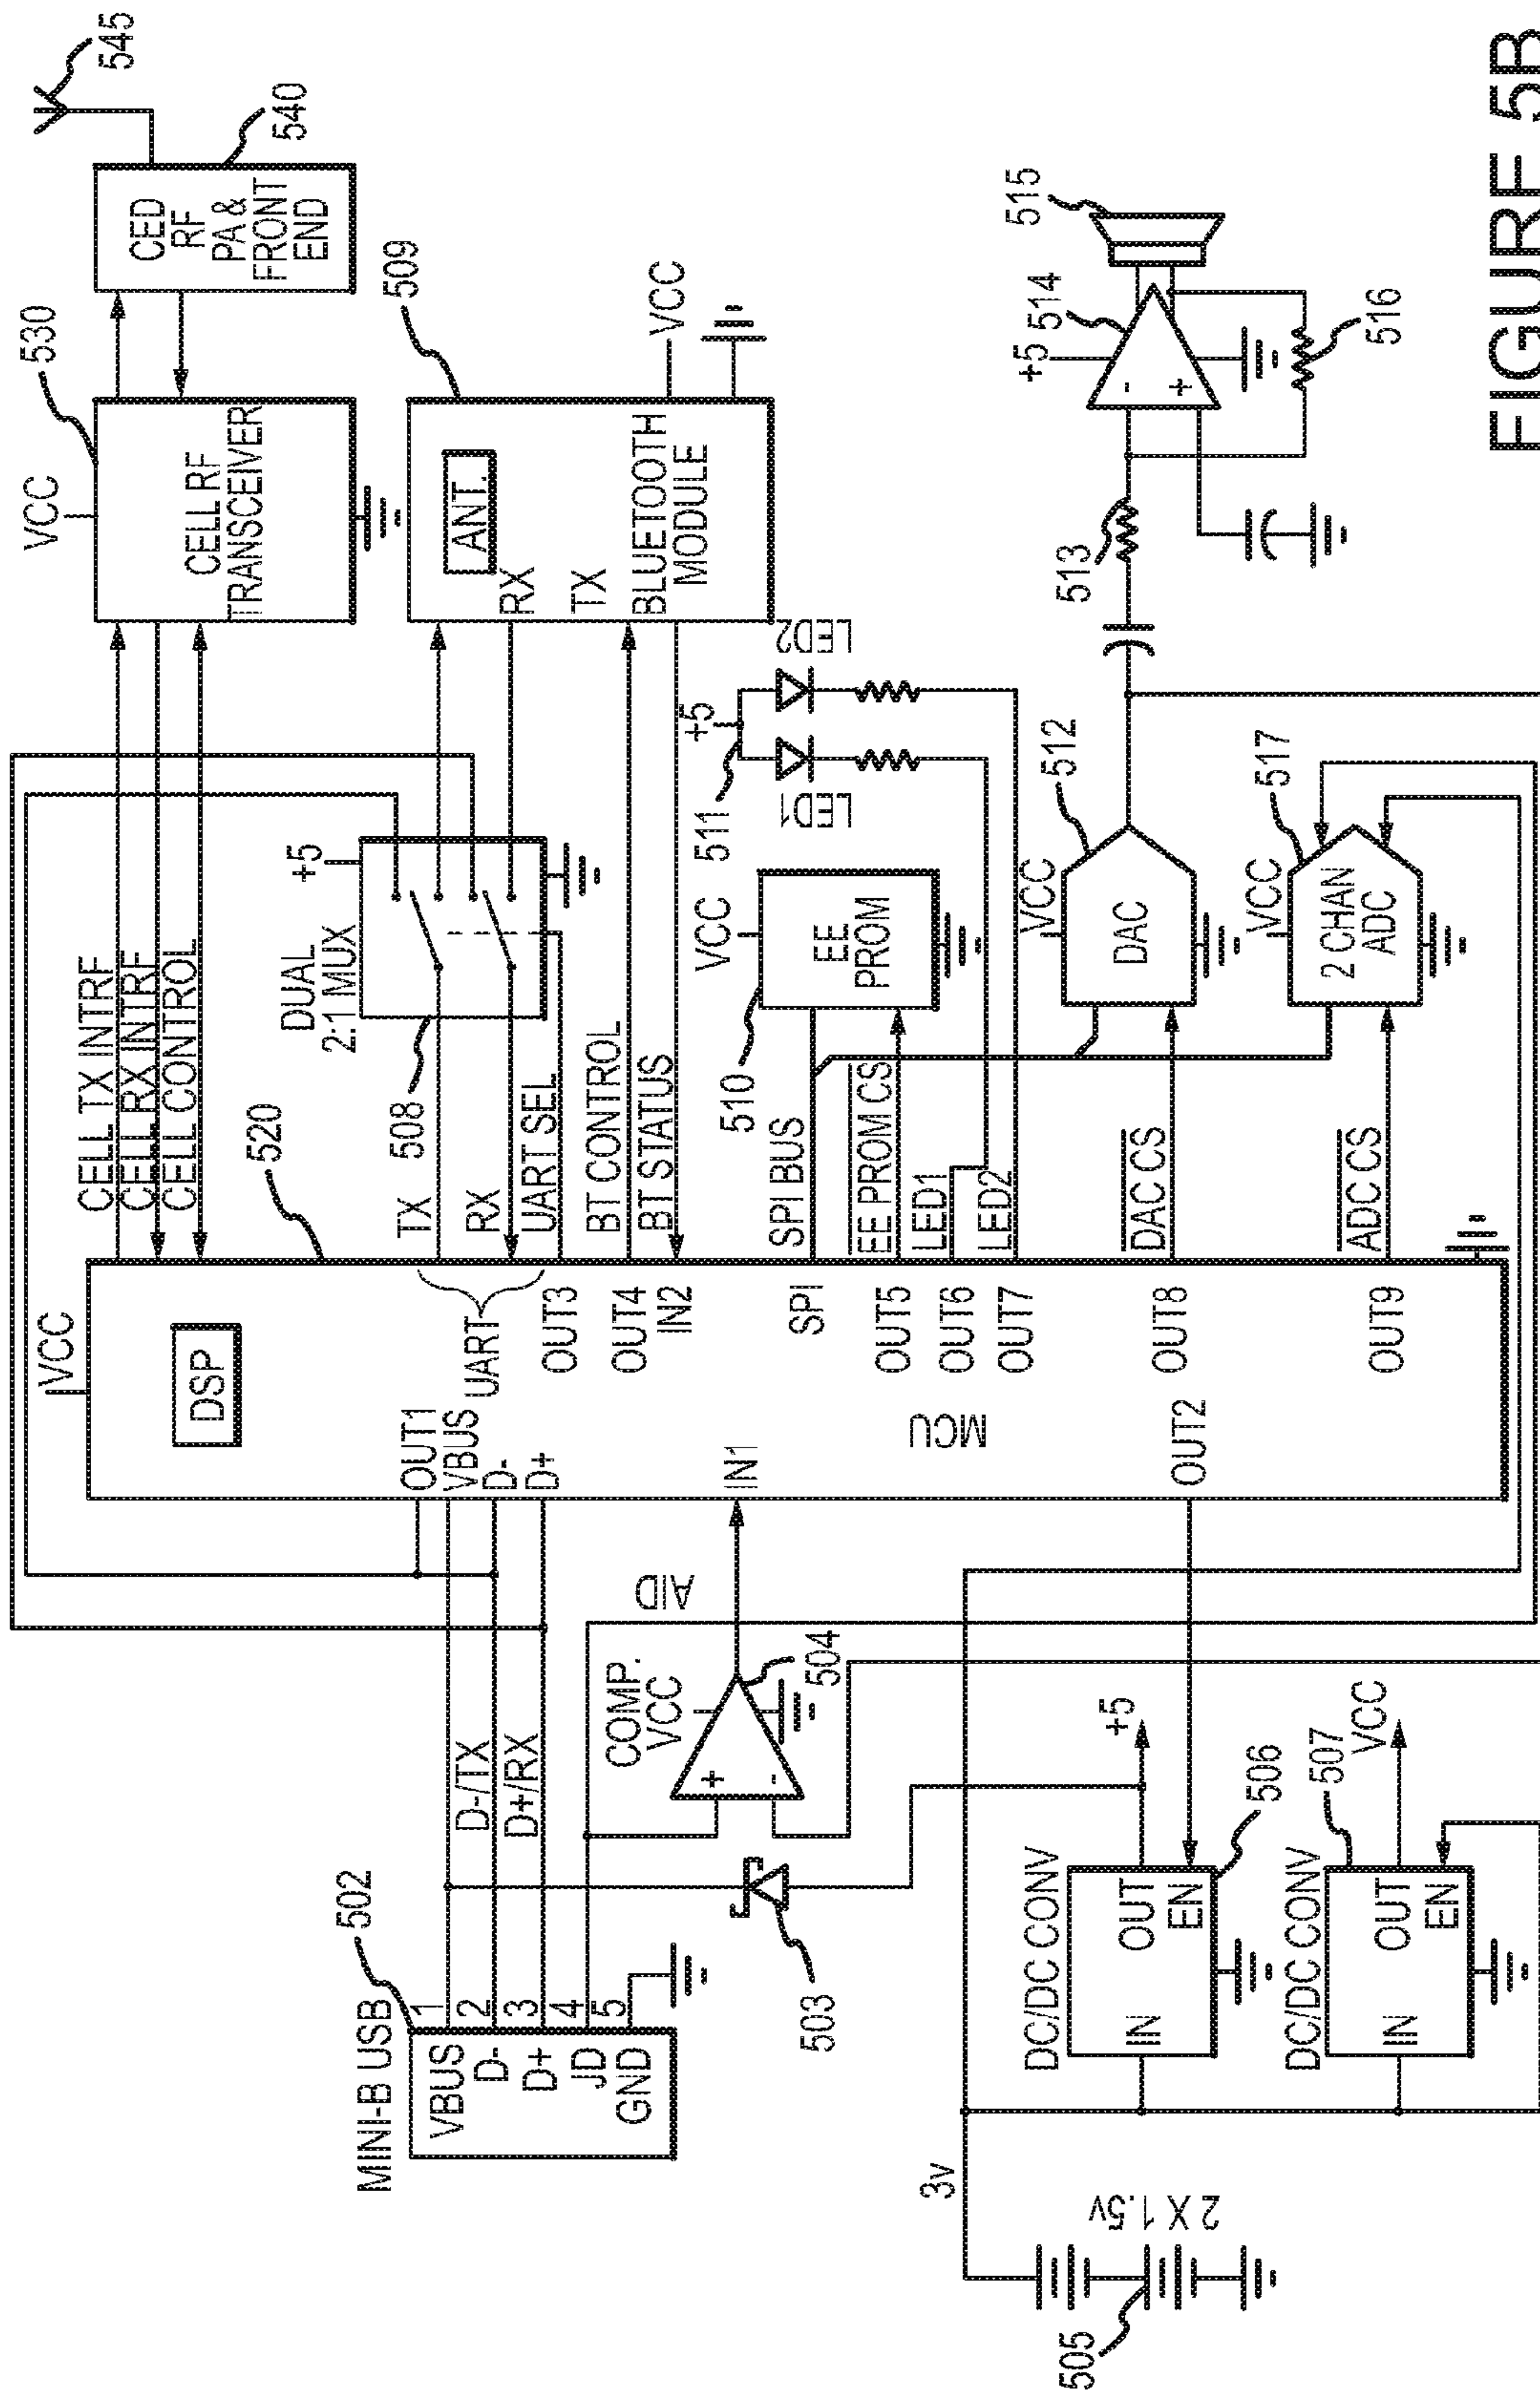 545
540
CED
RF
PA &
FRONT
END
530
VCC
CELL RF
TRANSCEIVER
509
ANT.
RX
TX
BLUETOOTH
MODULE
VCC
CELL TX INTRF
CELL RX INTRF
CELL CONTROL
DUAL
2:1 MUX
+5
508
TX
RX
UART SEL
BT CONTROL
BT STATUS
520
VCC
DSP
OUT1
VBUS
D-
D+
UART
OUT3
OUT4
IN2
IN1
MCU
SPI
OUT5
OUT6
OUT7
OUT8
OUT9
OUT2
SPI BUS
EE PROM CS
LED1
LED2
DAC CS
ADC CS
510
VCC
EE
PROM
511
+5
LED1
LED2
512
VCC
DAC
517
VCC
2 CHAN
ADC
513
514
+5
-
+
515
516
502
MINI-B USB
VBUS
D-
D+
JD
GND
1
2
3
4
5
D-/TX
D+/RX
AID
COMP.
VCC
504
+
-
503
3v
2 X 1.5v
505
DC/DC CONV
IN
OUT
EN
506
+5
DC/DC CONV
IN
OUT
EN
507
VCC
FIGURE 5B